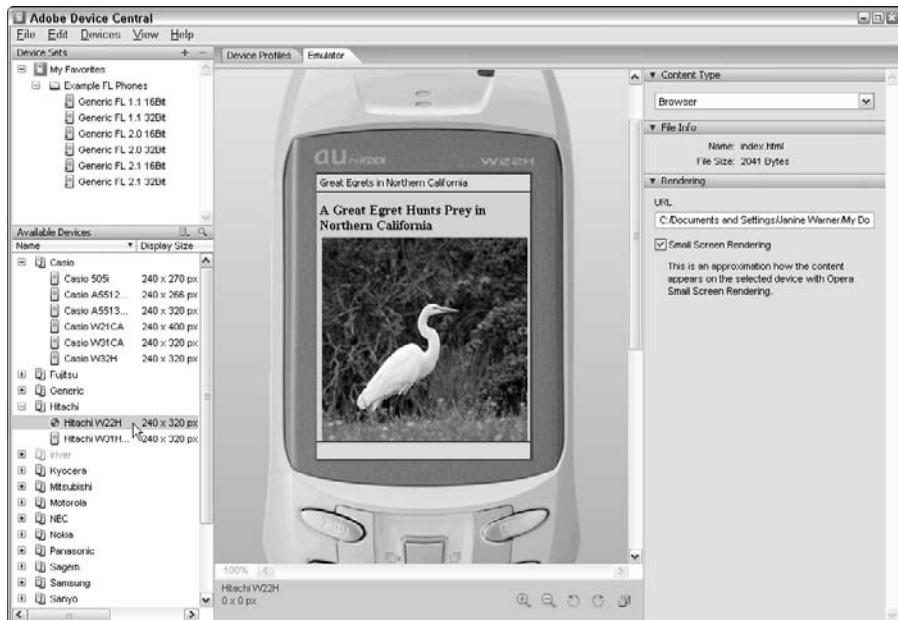 Adobe Device Central
File Edit Devices View Help
Device Sets
My Favorites
Example FL Phones
Generic FL 1.1 16Bit
Generic FL 1.1 32Bit
Generic FL 2.0 16Bit
Generic FL 2.0 32Bit
Generic FL 2.1 16Bit
Generic FL 2.1 32Bit
Available Devices
Name Display Size
Casio
Casio 505i 240 x 270 px
Casio A5512... 240 x 266 px
Casio A5513... 240 x 320 px
Casio W21CA 240 x 400 px
Casio W31CA 240 x 320 px
Casio W32H 240 x 320 px
Fujitsu
Generic
Hitachi
Hitachi W22H 240 x 320 px
Hitachi W31H... 240 x 320 px
iriver
Kyocera
Mitsubishi
Motorola
NEC
Nokia
Panasonic
Sagem
Samsung
Sanyo
Device Profiles Emulator
au by KDDI W22H
Great Egrets in Northern California
A Great Egret Hunts Prey in
Northern California
100%
Hitachi W22H
0 x 0 px
Content Type
Browser
File Info
Name: index.html
File Size: 2041 Bytes
Rendering
URL
C:/Documents and Settings/Janine Warner/My Do
Small Screen Rendering
This is an approximation how the content
appears on the selected device with Opera
Small Screen Rendering.